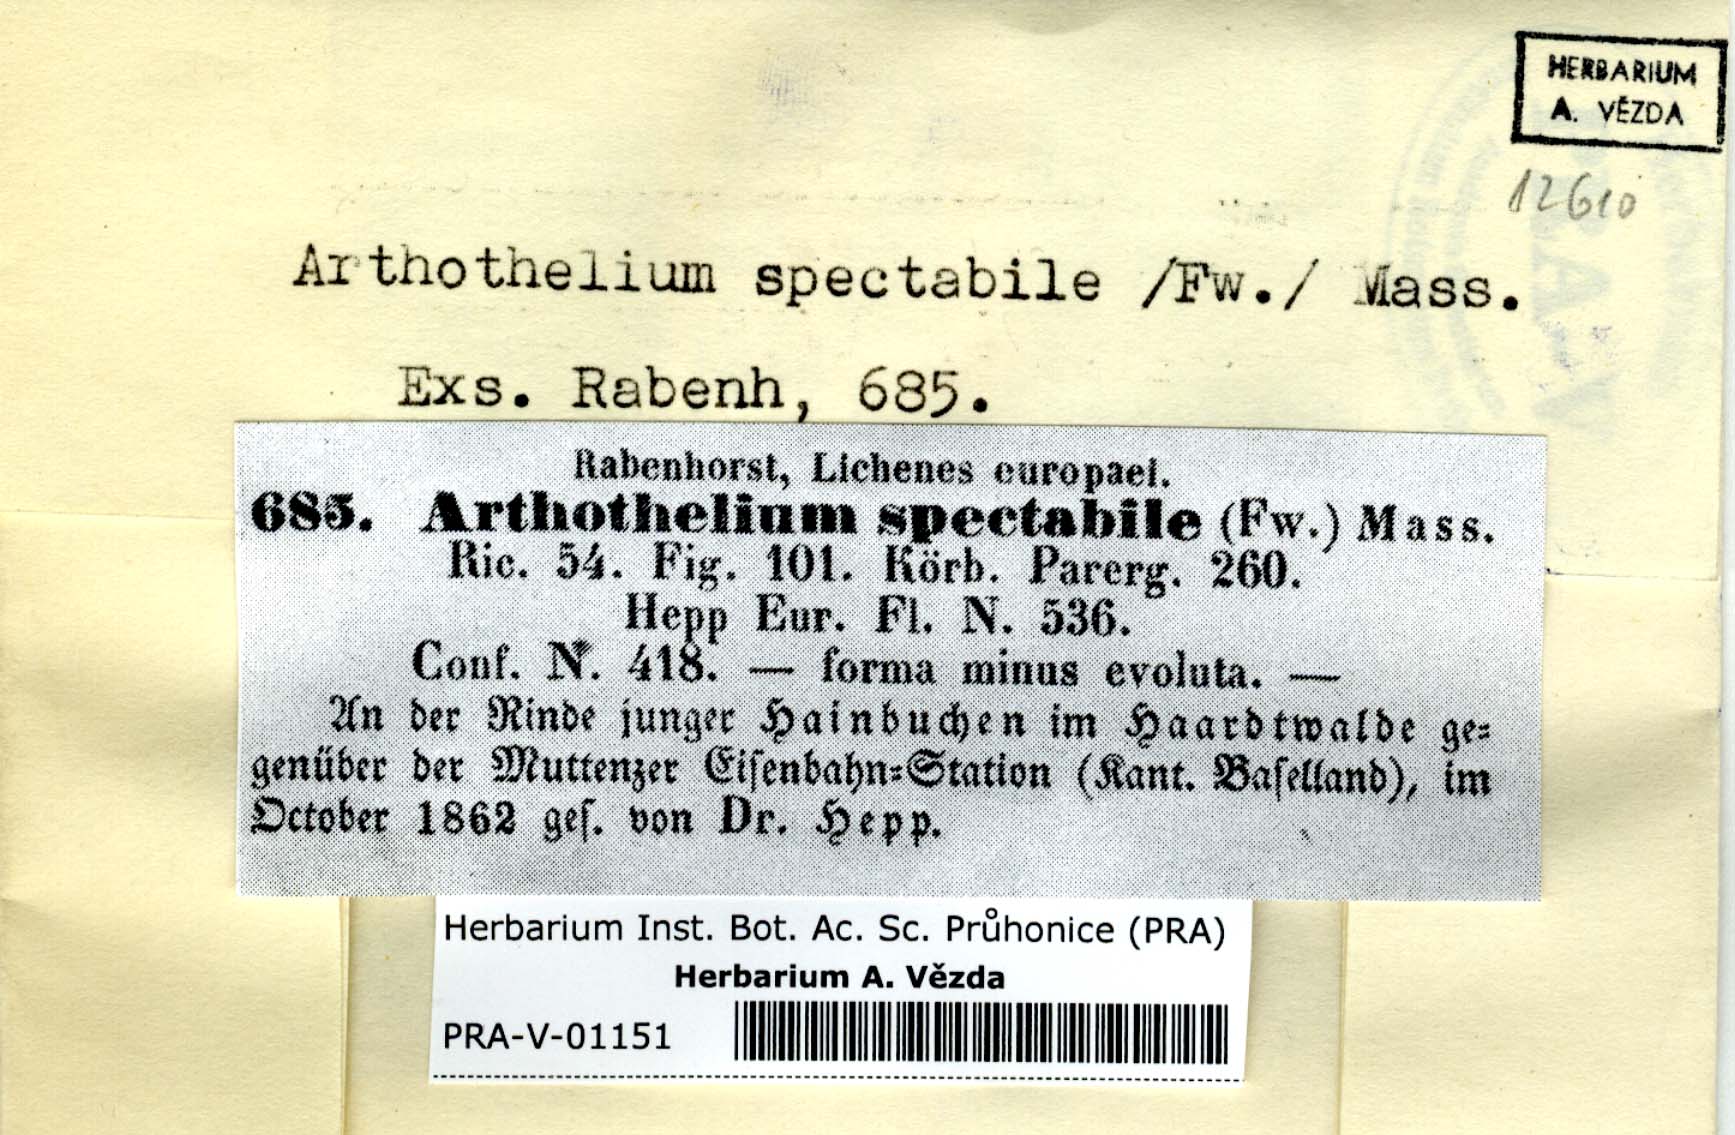 HERBARIUM
A. VĚZDA
12610
Arthothelium spectabile /Fw./ Mass.
Exs. Rabenh, 685.
Rabenhorst, Lichenes europaei.
685. Arthothelium spectabile (Fw.) Mass.
Ric. 54. Fig. 101. Körb. Parerg. 260.
Hepp Eur. Fl. N. 536.
Conf. N. 418. — forma minus evoluta. —
An der Rinde junger Hainbuchen im Haardtwalde ge=
genüber der Muttenzer Eiſenbahn=Station (Kant. Baſelland), im
October 1862 geſ. von Dr. Hepp.
Herbarium Inst. Bot. Ac. Sc. Průhonice (PRA)
Herbarium A. Vězda
PRA-V-01151